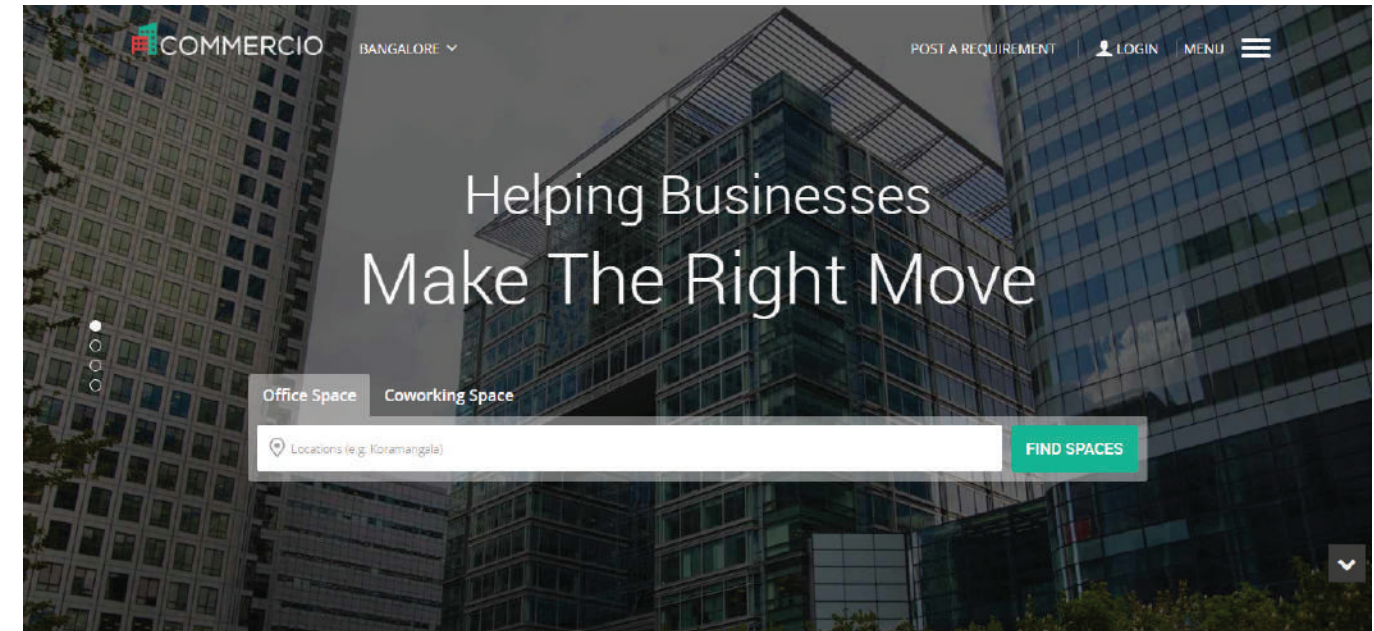 COMMERCIO
BANGALORE
POST A REQUIREMENT
LOGIN
MENU
Helping Businesses
Make The Right Move
Office Space
Coworking Space
Locations (e.g. Koramangala)
FIND SPACES